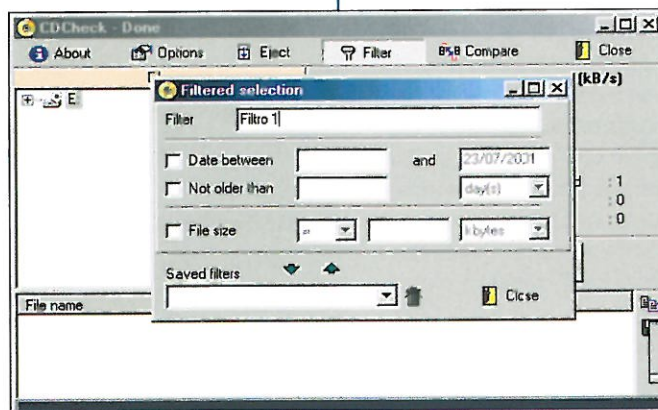 CDCheck - Done
About Options Eject Filter B%B Compare Close
(kB/s)
E
Filtered selection
Filter Filtro 1
Date between and 23/07/2001
Not older than day(s)
:1
:0
File size = kbytes
:0
Saved filters
Close
File name